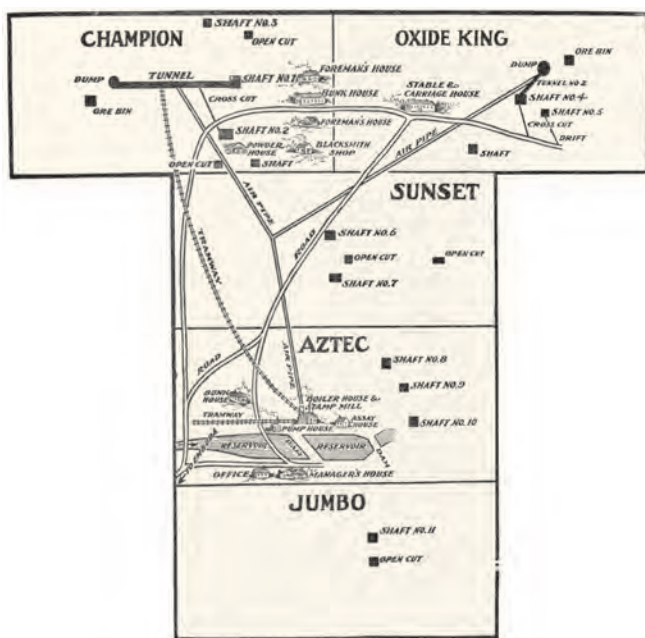 SHAFT NO. 3
CHAMPION
OPEN CUT
OXIDE KING
ORE BIN
DUMP
TUNNEL
SHAFT NO. 1
FOREMAN'S HOUSE
DUMP
TUNNEL NO. 2
ORE BIN
CROSS CUT
BUNK HOUSE
STABLE &
CARRIAGE HOUSE
SHAFT NO. 4
SHAFT NO. 5
CROSS CUT
DRIFT
FOREMAN'S HOUSE
SHAFT NO. 2
POWDER
HOUSE
BLACKSMITH
SHOP
AIR PIPE
SHAFT
OPEN CUT
SHAFT
AIR PIPE
SUNSET
TRAMWAY
ROAD
SHAFT NO. 6
OPEN CUT
OPEN CUT
SHAFT NO. 7
AZTEC
ROAD
AIR PIPE
SHAFT NO. 8
BUNK
HOUSE
BOILER HOUSE &
STAMP MILL
SHAFT NO. 9
TRAMWAY
PUMP HOUSE
ASSAY
HOUSE
SHAFT NO. 10
RESERVOIR
RESERVOIR
DAM
OFFICE
MANAGER'S HOUSE
JUMBO
SHAFT NO. 11
OPEN CUT